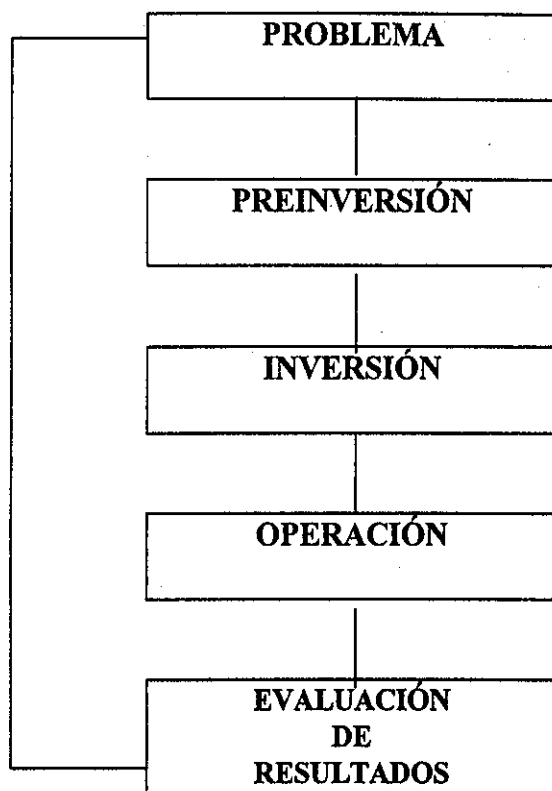 PROBLEMA
PREINVERSIÓN
INVERSIÓN
OPERACIÓN
EVALUACIÓN
DE
RESULTADOS